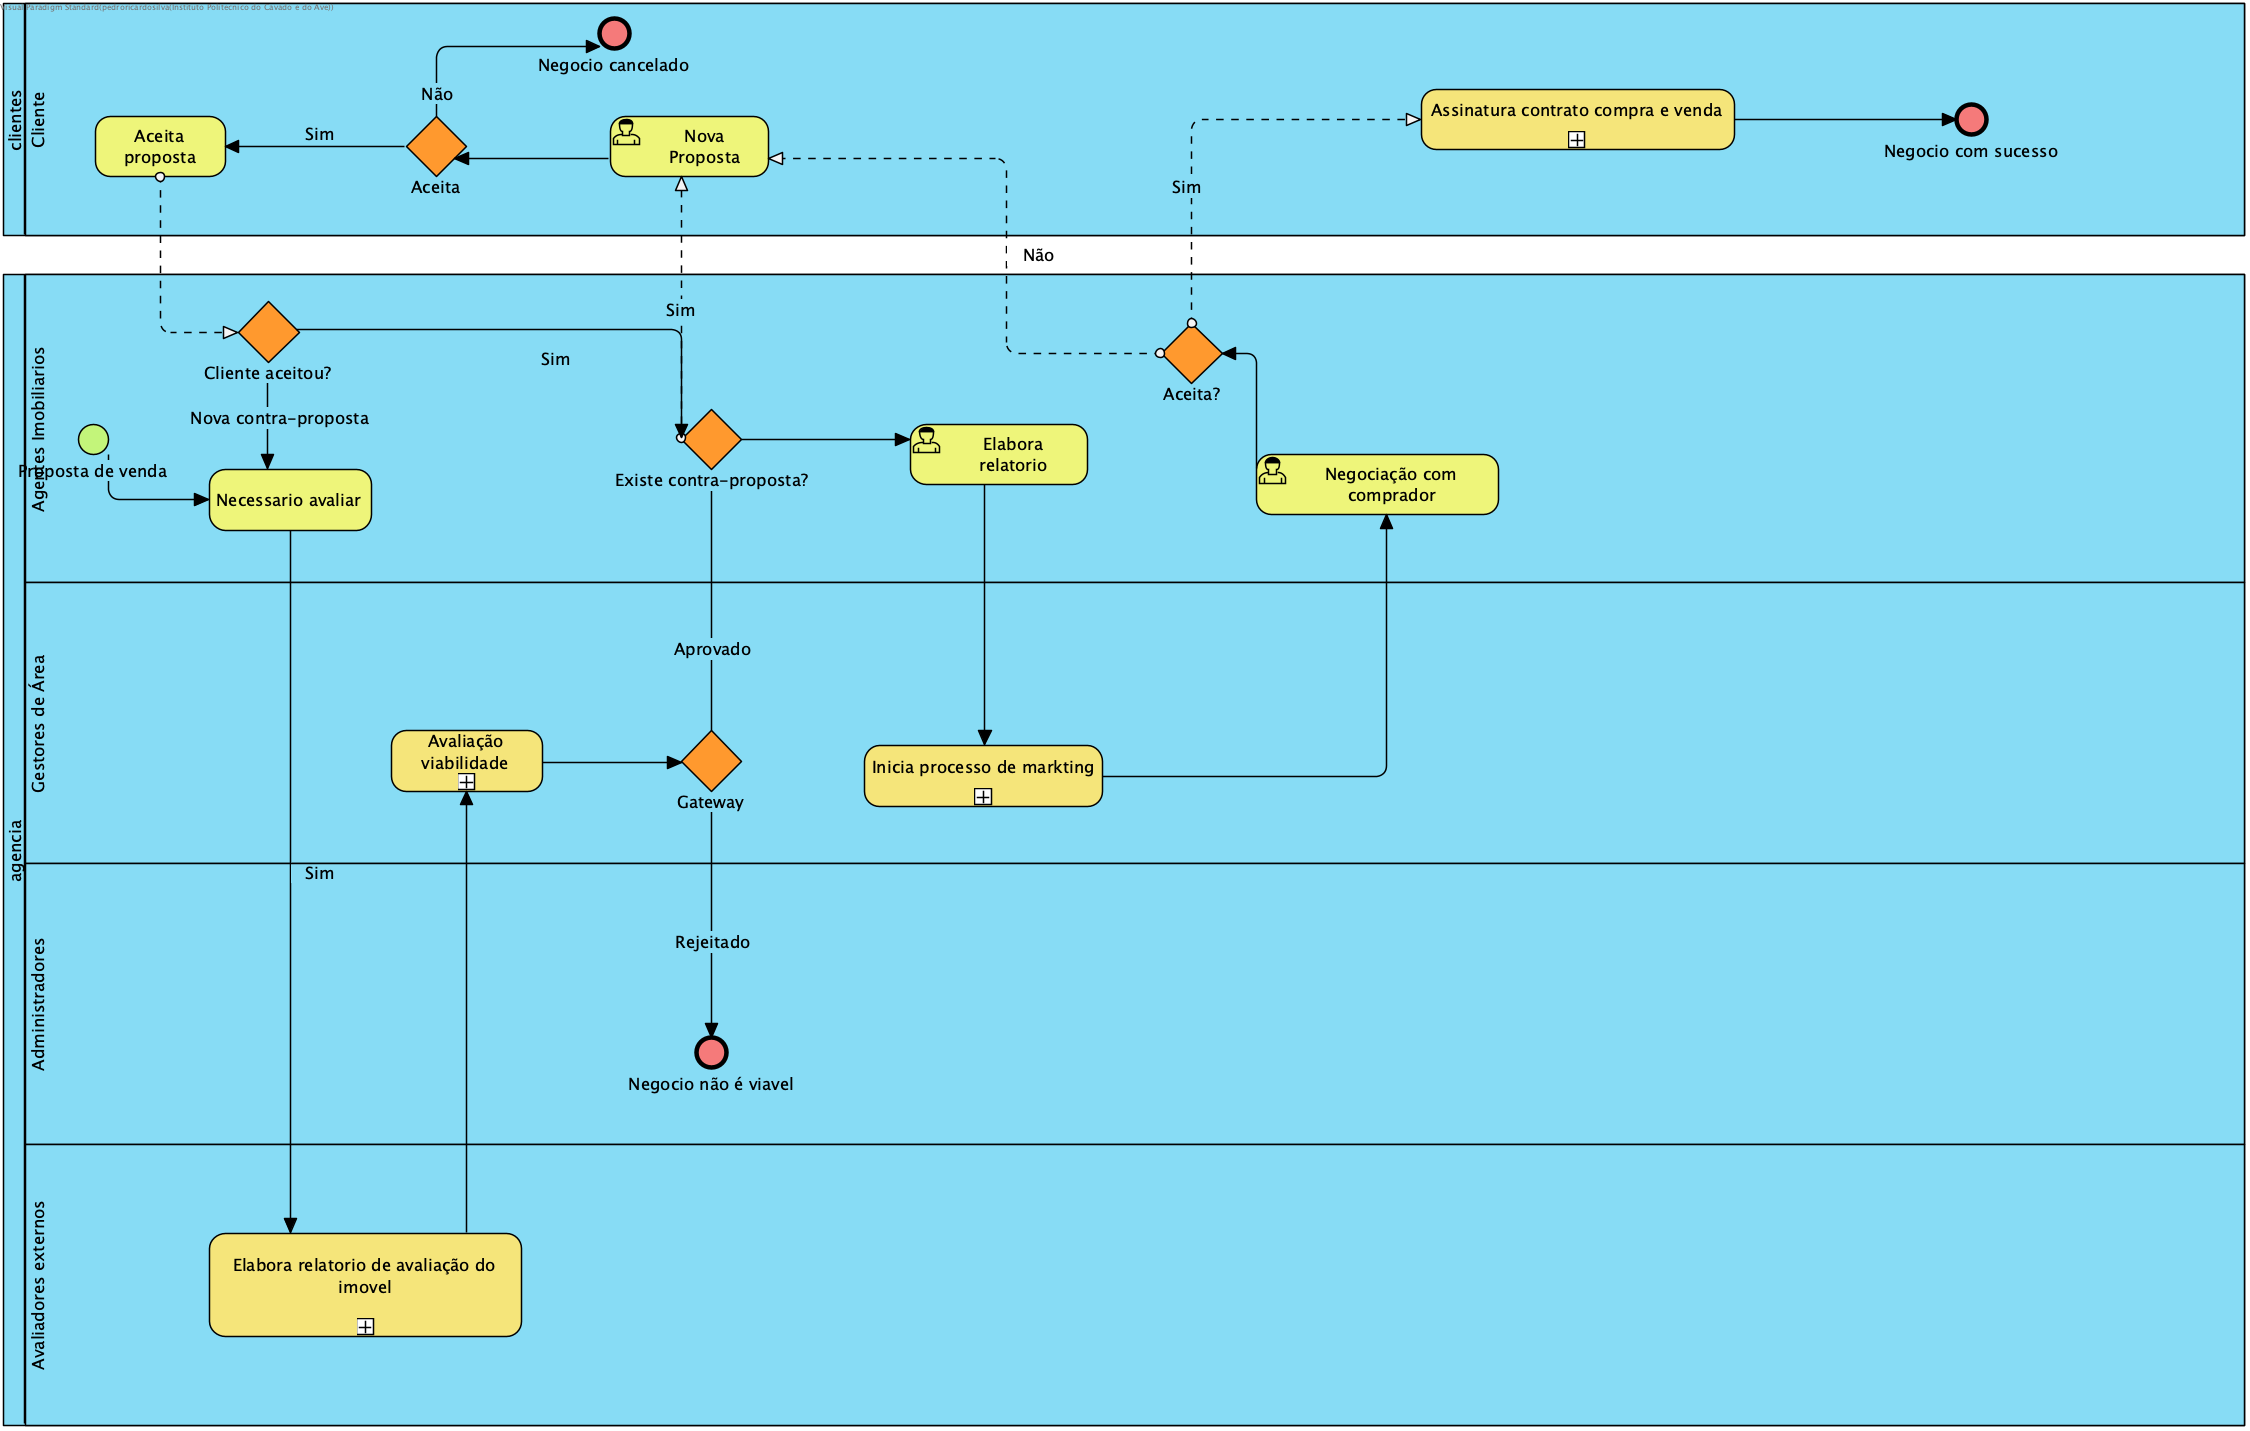 Visual Paradigm Standard(pedroricardosilva(Instituto Politecnico do Cavado e do Ave))
clientes
Cliente
Negocio cancelado
Não
Aceita
proposta
Sim
Aceita
Nova
Proposta
Assinatura contrato compra e venda
Negocio com sucesso
Sim
Não
agencia
Agentes Imobiliarios
Cliente aceitou?
Sim
Sim
Nova contra-proposta
Proposta de venda
Necessario avaliar
Existe contra-proposta?
Elabora
relatorio
Aceita?
Negociação com
comprador
Gestores de Área
Aprovado
Avaliação
viabilidade
Gateway
Inicia processo de markting
Administradores
Sim
Rejeitado
Negocio não é viavel
Avaliadores externos
Elabora relatorio de avaliação do
imovel